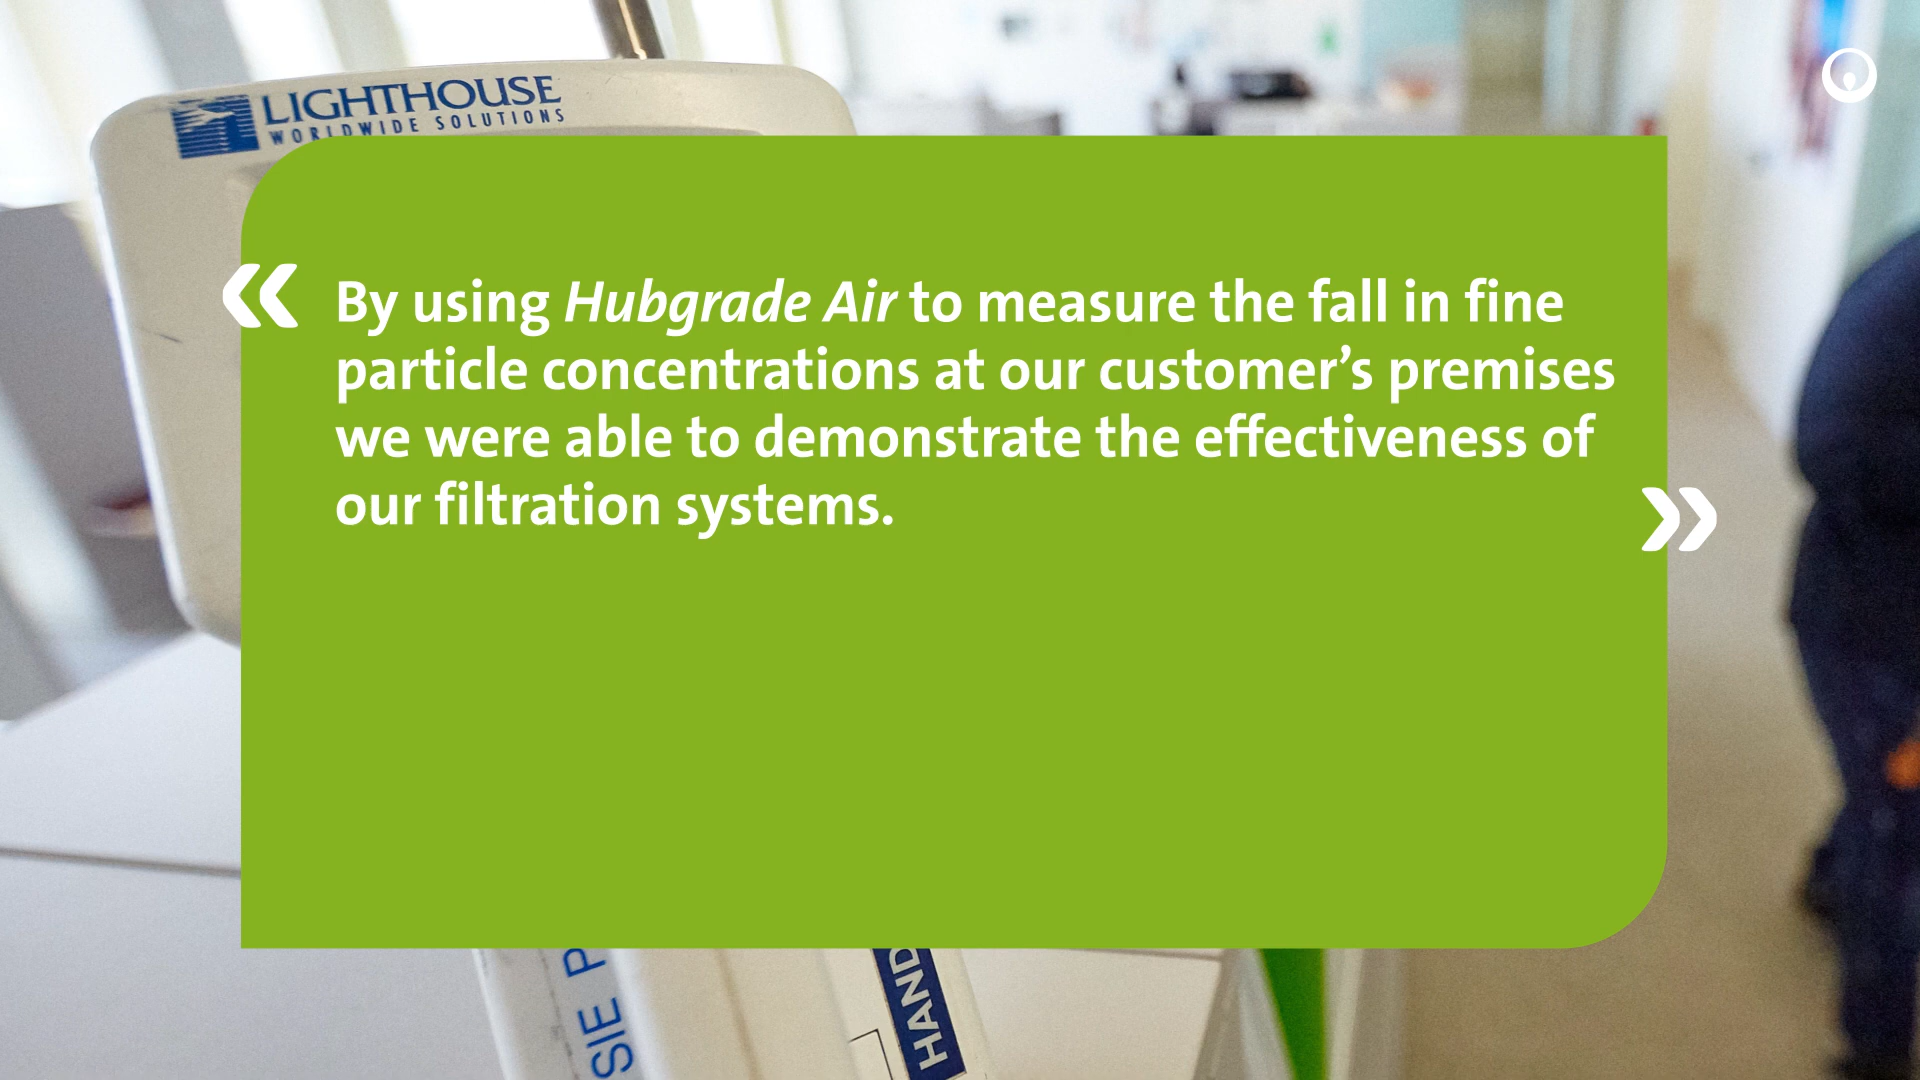 LIGHTHOUSE
WORLDWIDE SOLUTIONS
« By using Hubgrade Air to measure the fall in fine
particle concentrations at our customer’s premises
we were able to demonstrate the effectiveness of
our filtration systems. »
SIE P
HAND